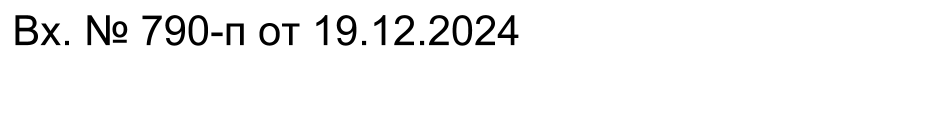 Вх. № 790-п от 19.12.2024